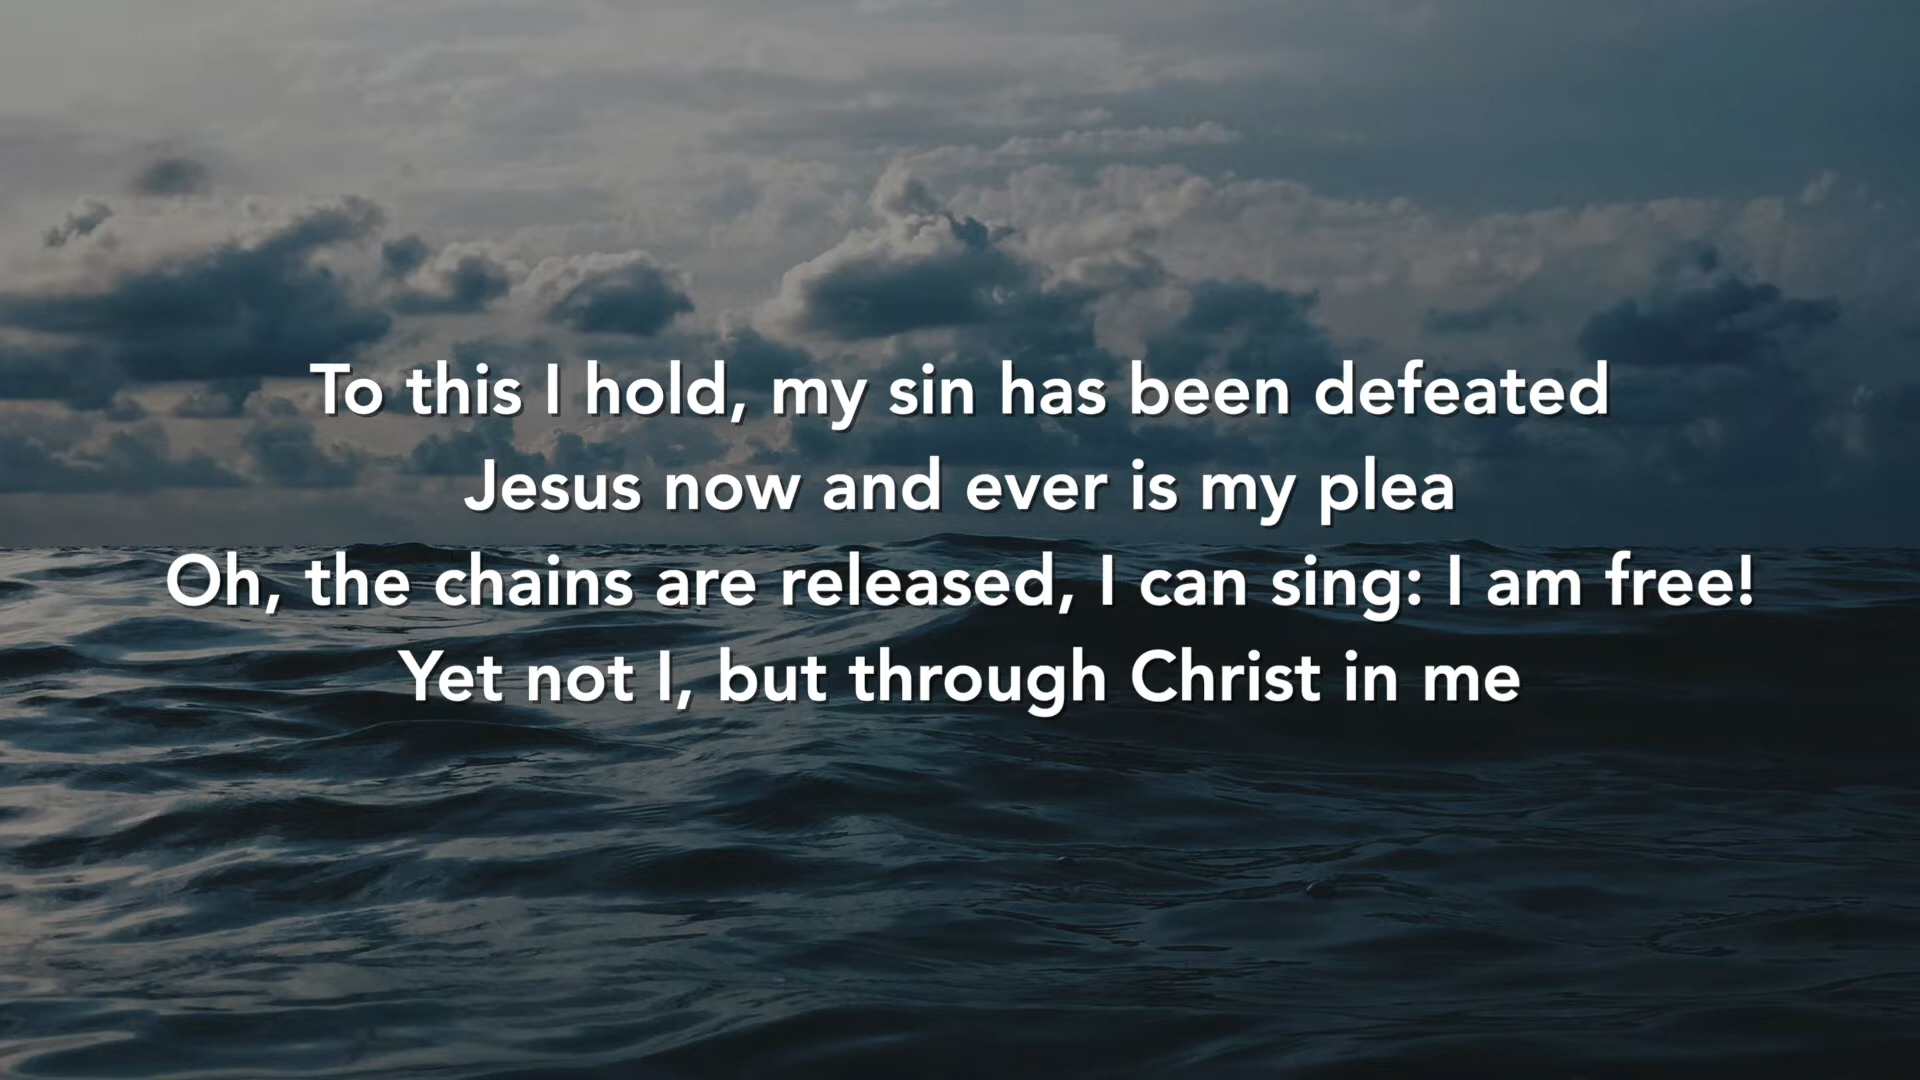 To this I hold, my sin has been defeated
Jesus now and ever is my plea
Oh, the chains are released, I can sing: I am free!
Yet not I, but through Christ in me